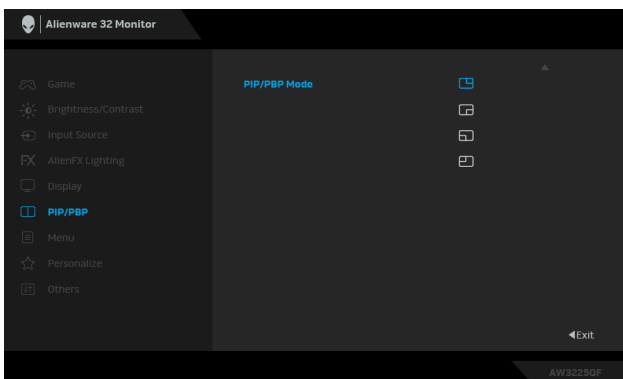 Alienware 32 Monitor
Game
PIP/PBP Mode
Brightness/Contrast
Input Source
FX AlienFX Lighting
Display
PIP/PBP
Menu
Personalize
Others
Exit
AW3225QF